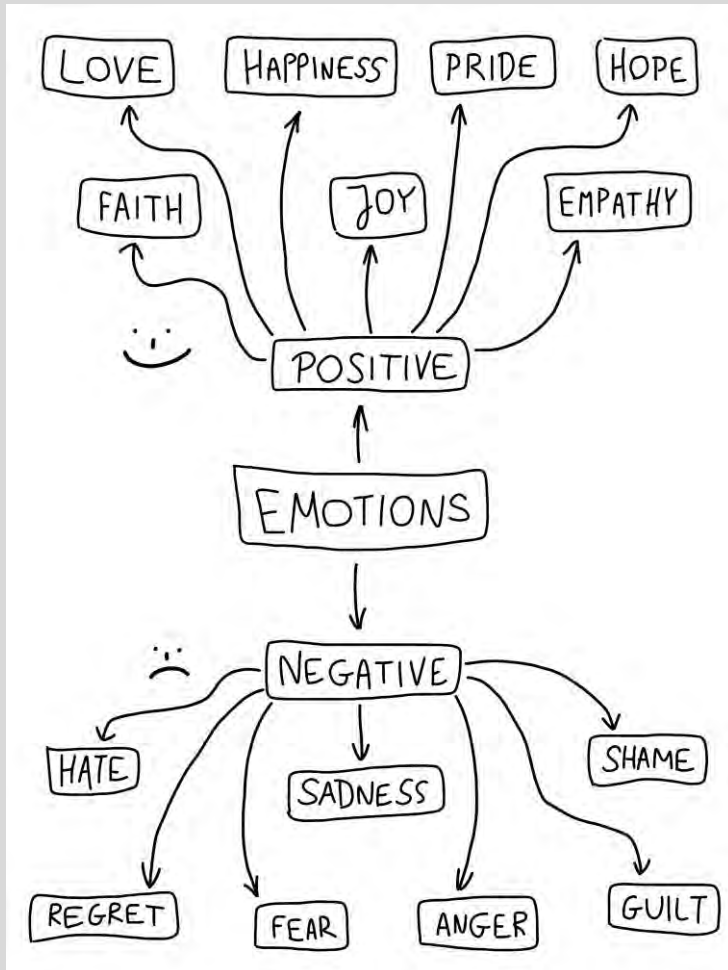 LOVE
HAPPINESS
PRIDE
HOPE
FAITH
JOY
EMPATHY
POSITIVE
EMOTIONS
NEGATIVE
HATE
SADNESS
SHAME
REGRET
FEAR
ANGER
GUILT